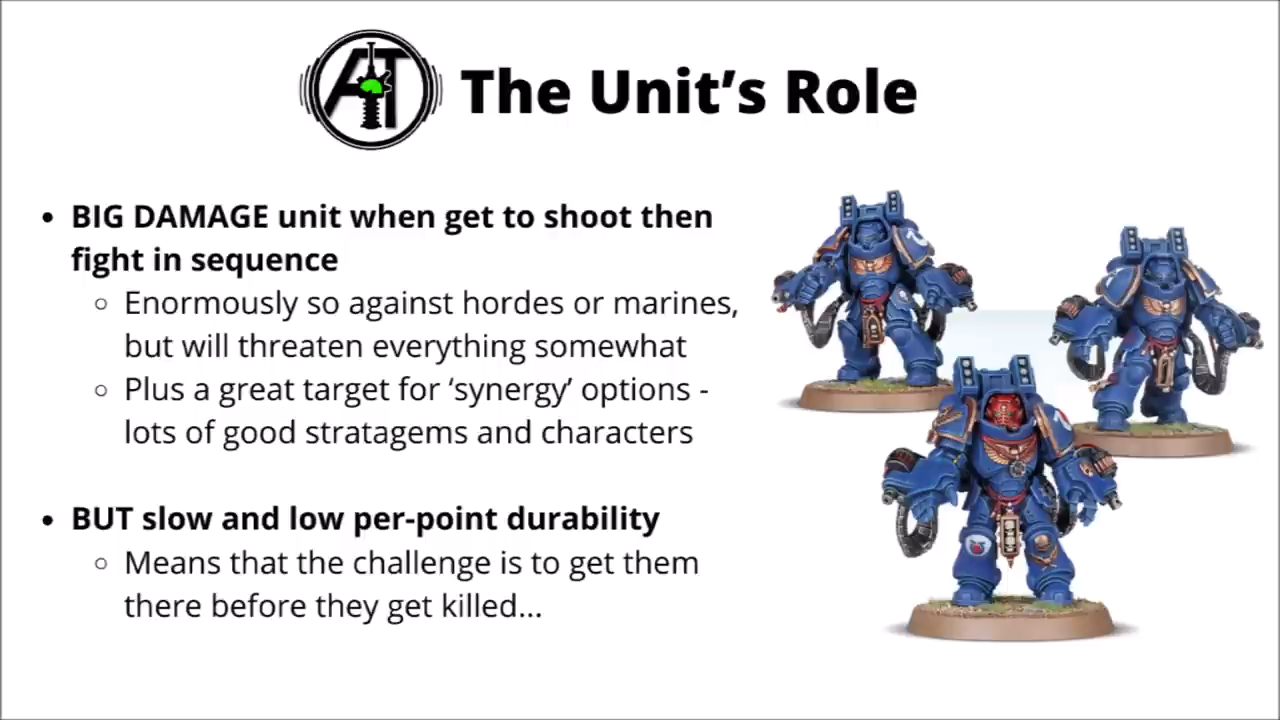 AT The Unit's Role
• BIG DAMAGE unit when get to shoot then
fight in sequence
○ Enormously so against hordes or marines,
but will threaten everything somewhat
○ Plus a great target for ‘synergy’ options -
lots of good stratagems and characters
• BUT slow and low per-point durability
○ Means that the challenge is to get them
there before they get killed...